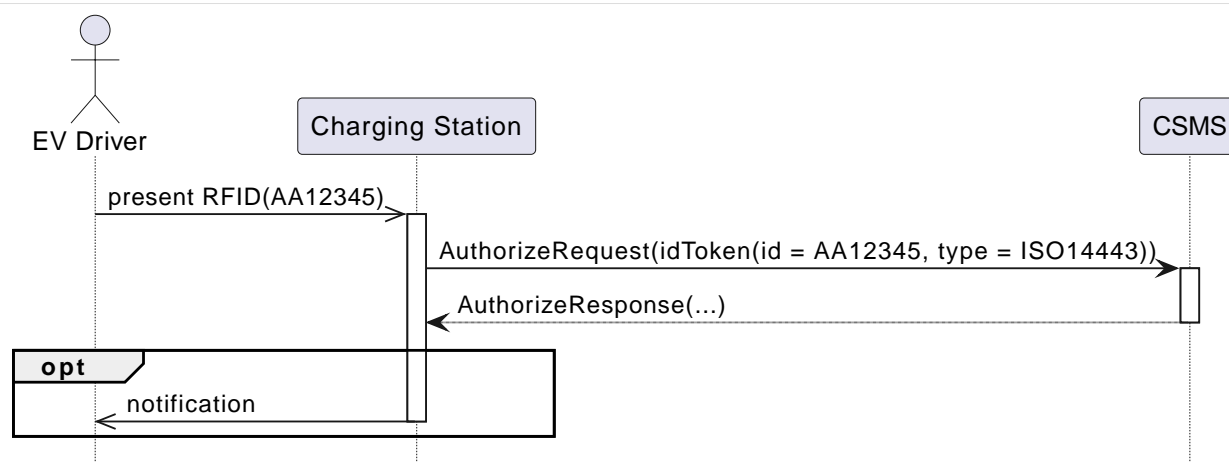 EV Driver
Charging Station
CSMS
present RFID(AA12345)
AuthorizeRequest(idToken(id = AA12345, type = ISO14443))
AuthorizeResponse(...)
opt
notification